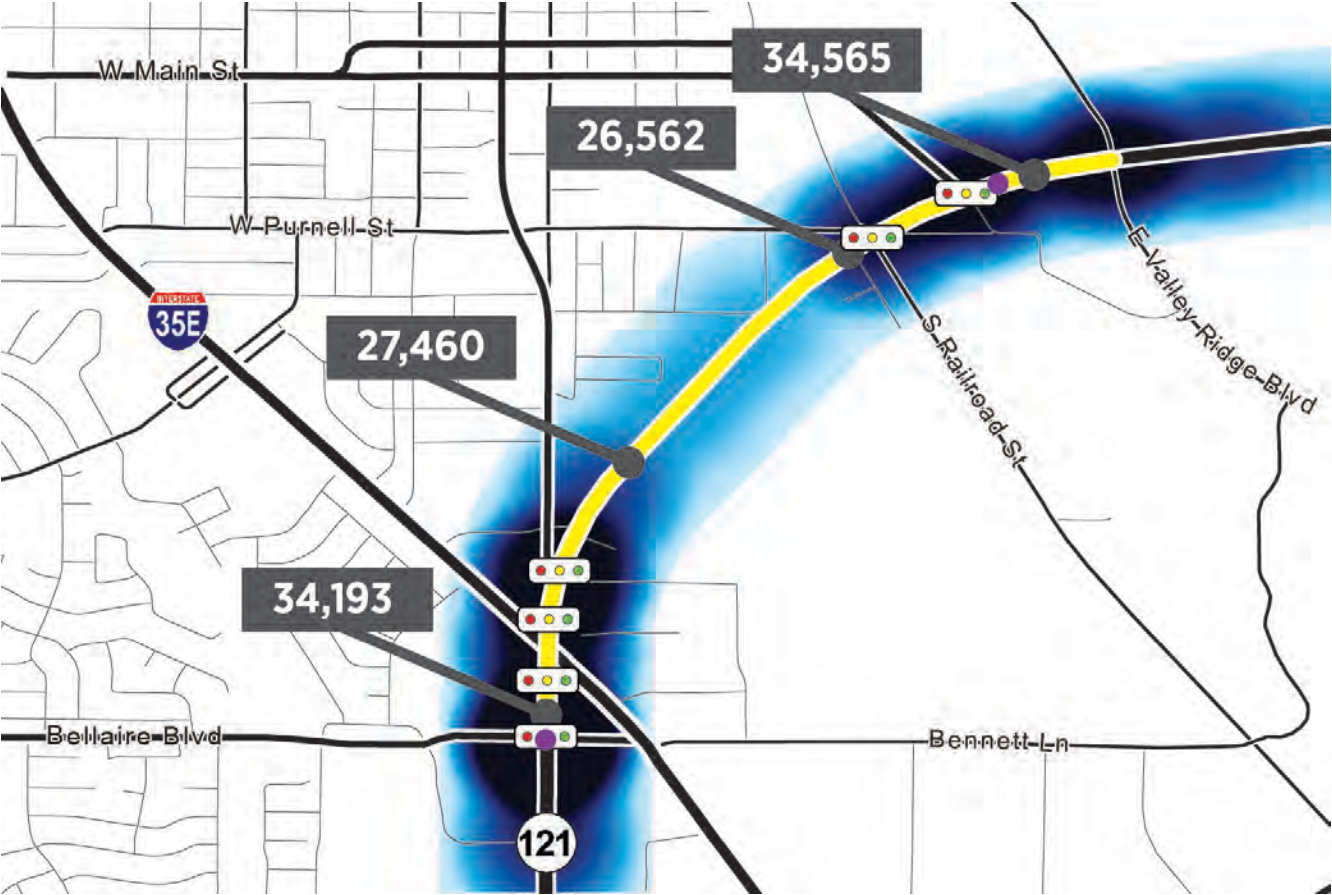 34,565
W Main St
26,562
W Purnell St
E Valley Ridge Blvd
INTERSTATE
35E
27,460
S Railroad St
34,193
Bellaire Blvd
Bennett Ln
121